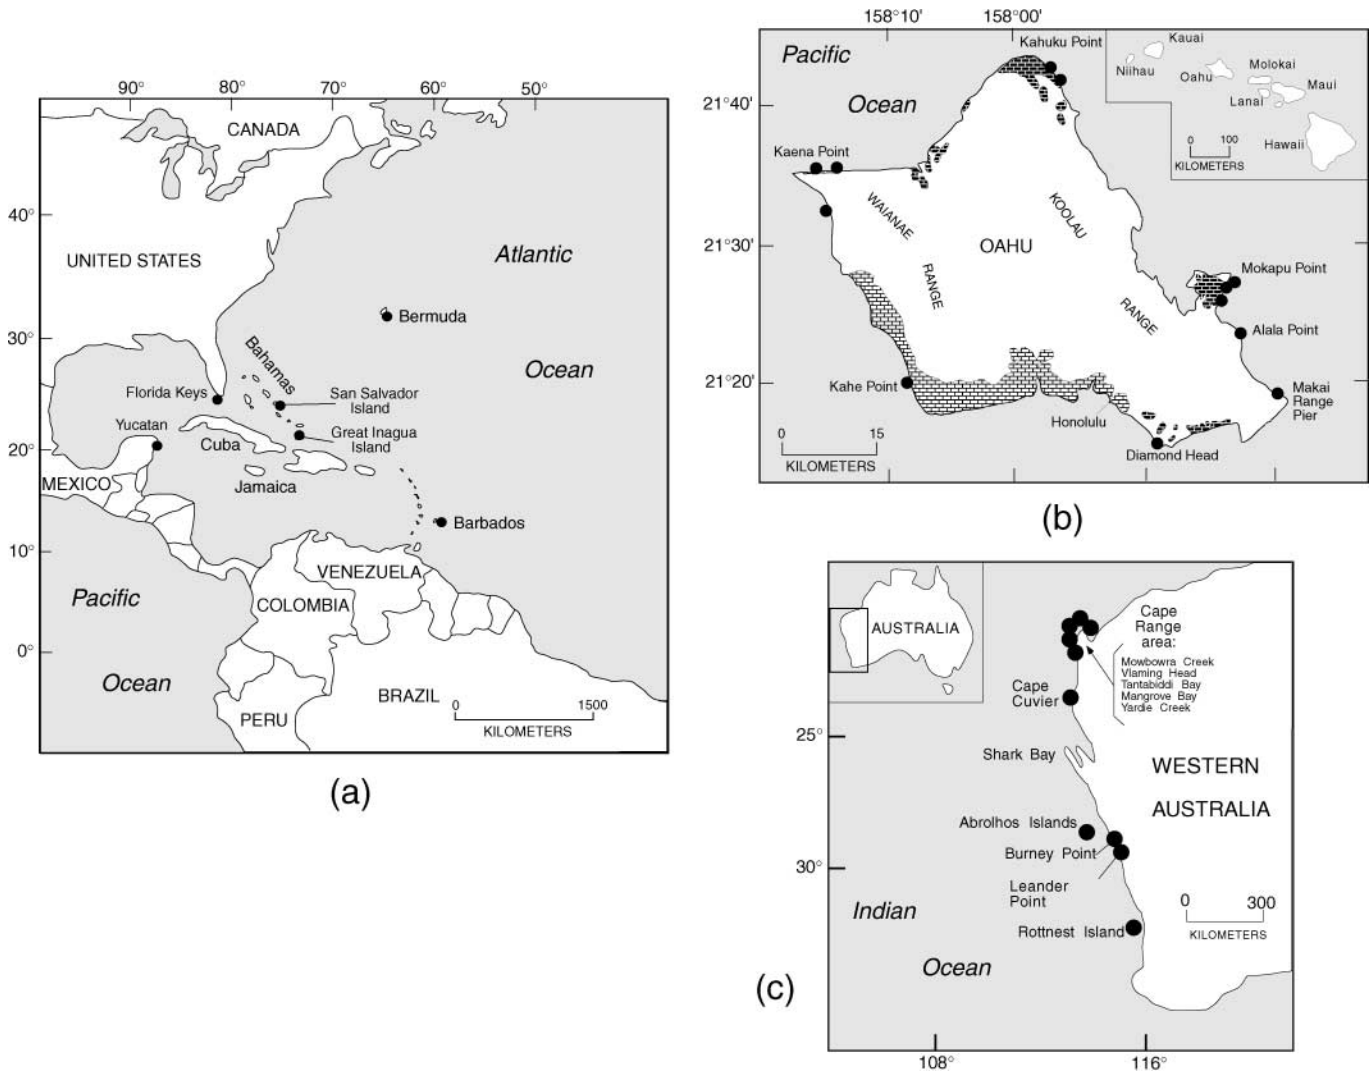 90° 80° 70° 60° 50°
40°
30°
20°
10°
0°
CANADA
UNITED STATES
Atlantic
Ocean
Bermuda
Bahamas
Florida Keys
San Salvador
Island
Yucatan
Great Inagua
Island
Cuba
MEXICO
Jamaica
Barbados
VENEZUELA
COLOMBIA
Pacific
Ocean
BRAZIL
PERU
0 1500
KILOMETERS
(a)
158°10' 158°00'
21°40'
21°30'
21°20'
Pacific
Ocean
Kahuku Point
Kauai
Niihau
Oahu
Molokai
Maui
Lanai
Hawaii
0 100
KILOMETERS
Kaena Point
WAIANAE
RANGE
OAHU
KOOLAU
RANGE
Mokapu Point
Alala Point
Kahe Point
Makai
Range
Pier
Honolulu
Diamond Head
0 15
KILOMETERS
(b)
AUSTRALIA
Cape
Range
area:
Mowbowra Creek
Vlaming Head
Tantabiddi Bay
Mangrove Bay
Yardie Creek
Cape
Cuvier
25°
Shark Bay
WESTERN
AUSTRALIA
Abrolhos Islands
Burney Point
30°
Leander
Point
0 300
KILOMETERS
Indian
Ocean
Rottnest Island
108° 116°
(c)